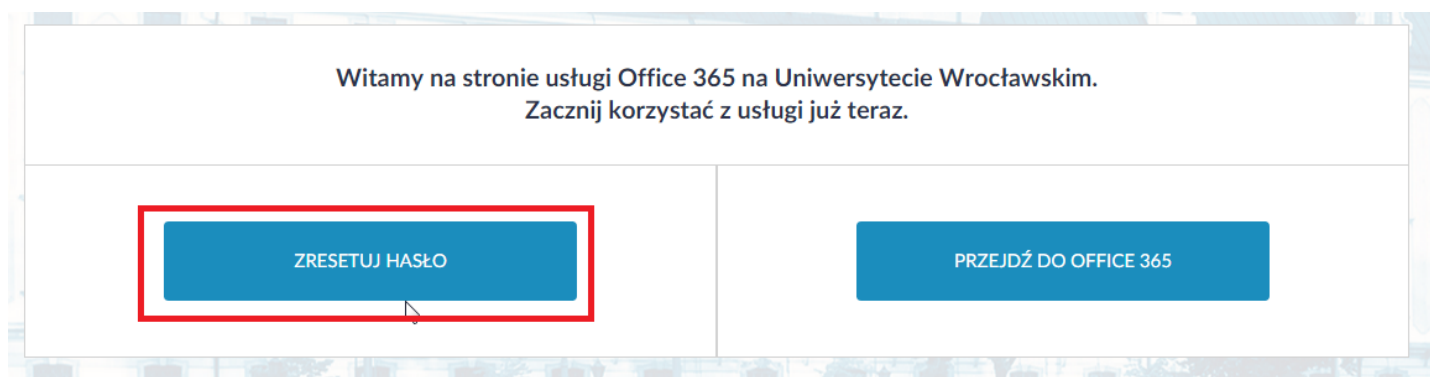 Witamy na stronie usługi Office 365 na Uniwersytecie Wrocławskim.
Zacznij korzystać z usługi już teraz.
ZRESETUJ HASŁO
PRZEJDŹ DO OFFICE 365